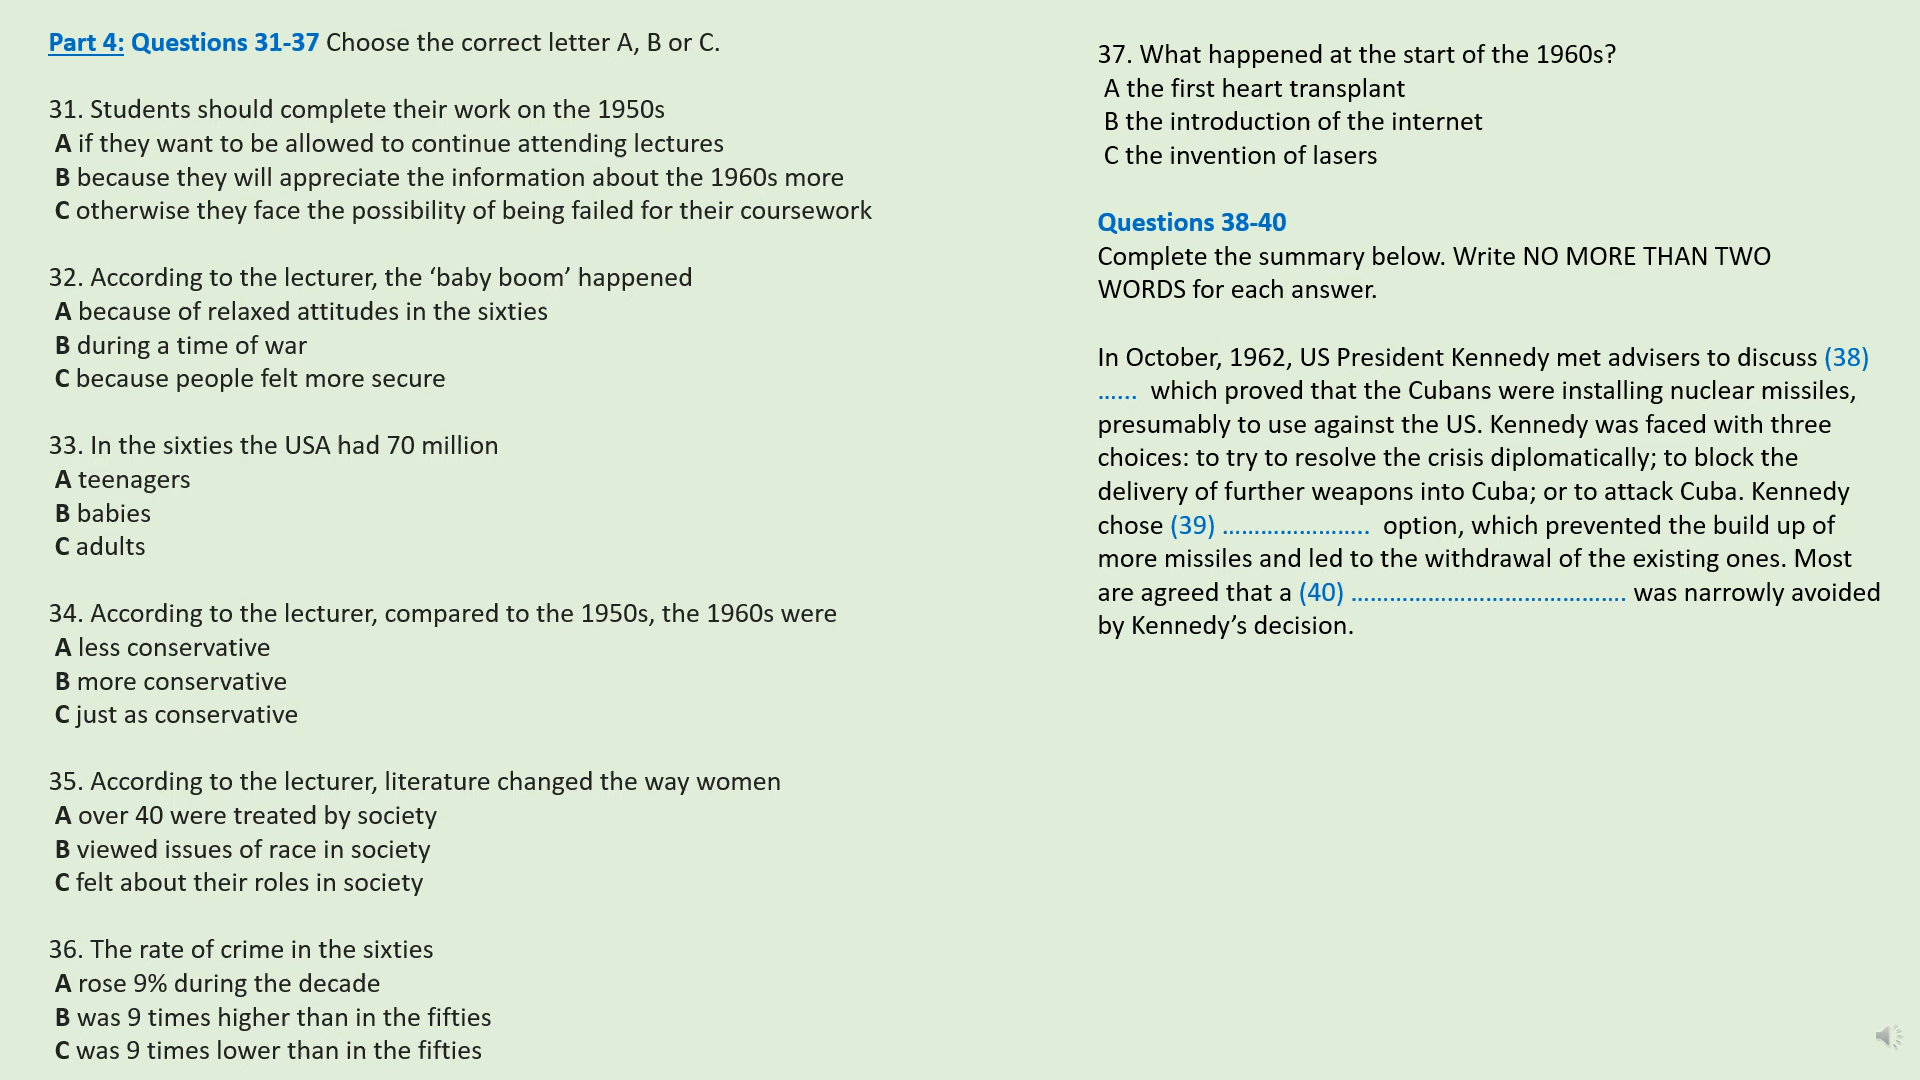 Part 4: Questions 31-37 Choose the correct letter A, B or C.
31. Students should complete their work on the 1950s
A if they want to be allowed to continue attending lectures
B because they will appreciate the information about the 1960s more
C otherwise they face the possibility of being failed for their coursework
32. According to the lecturer, the ‘baby boom’ happened
A because of relaxed attitudes in the sixties
B during a time of war
C because people felt more secure
33. In the sixties the USA had 70 million
A teenagers
B babies
C adults
34. According to the lecturer, compared to the 1950s, the 1960s were
A less conservative
B more conservative
C just as conservative
35. According to the lecturer, literature changed the way women
A over 40 were treated by society
B viewed issues of race in society
C felt about their roles in society
36. The rate of crime in the sixties
A rose 9% during the decade
B was 9 times higher than in the fifties
C was 9 times lower than in the fifties
37. What happened at the start of the 1960s?
A the first heart transplant
B the introduction of the internet
C the invention of lasers
Questions 38-40
Complete the summary below. Write NO MORE THAN TWO
WORDS for each answer.
In October, 1962, US President Kennedy met advisers to discuss (38)
...... which proved that the Cubans were installing nuclear missiles,
presumably to use against the US. Kennedy was faced with three
choices: to try to resolve the crisis diplomatically; to block the
delivery of further weapons into Cuba; or to attack Cuba. Kennedy
chose (39) ....................... option, which prevented the build up of
more missiles and led to the withdrawal of the existing ones. Most
are agreed that a (40) ........................................... was narrowly avoided
by Kennedy’s decision.